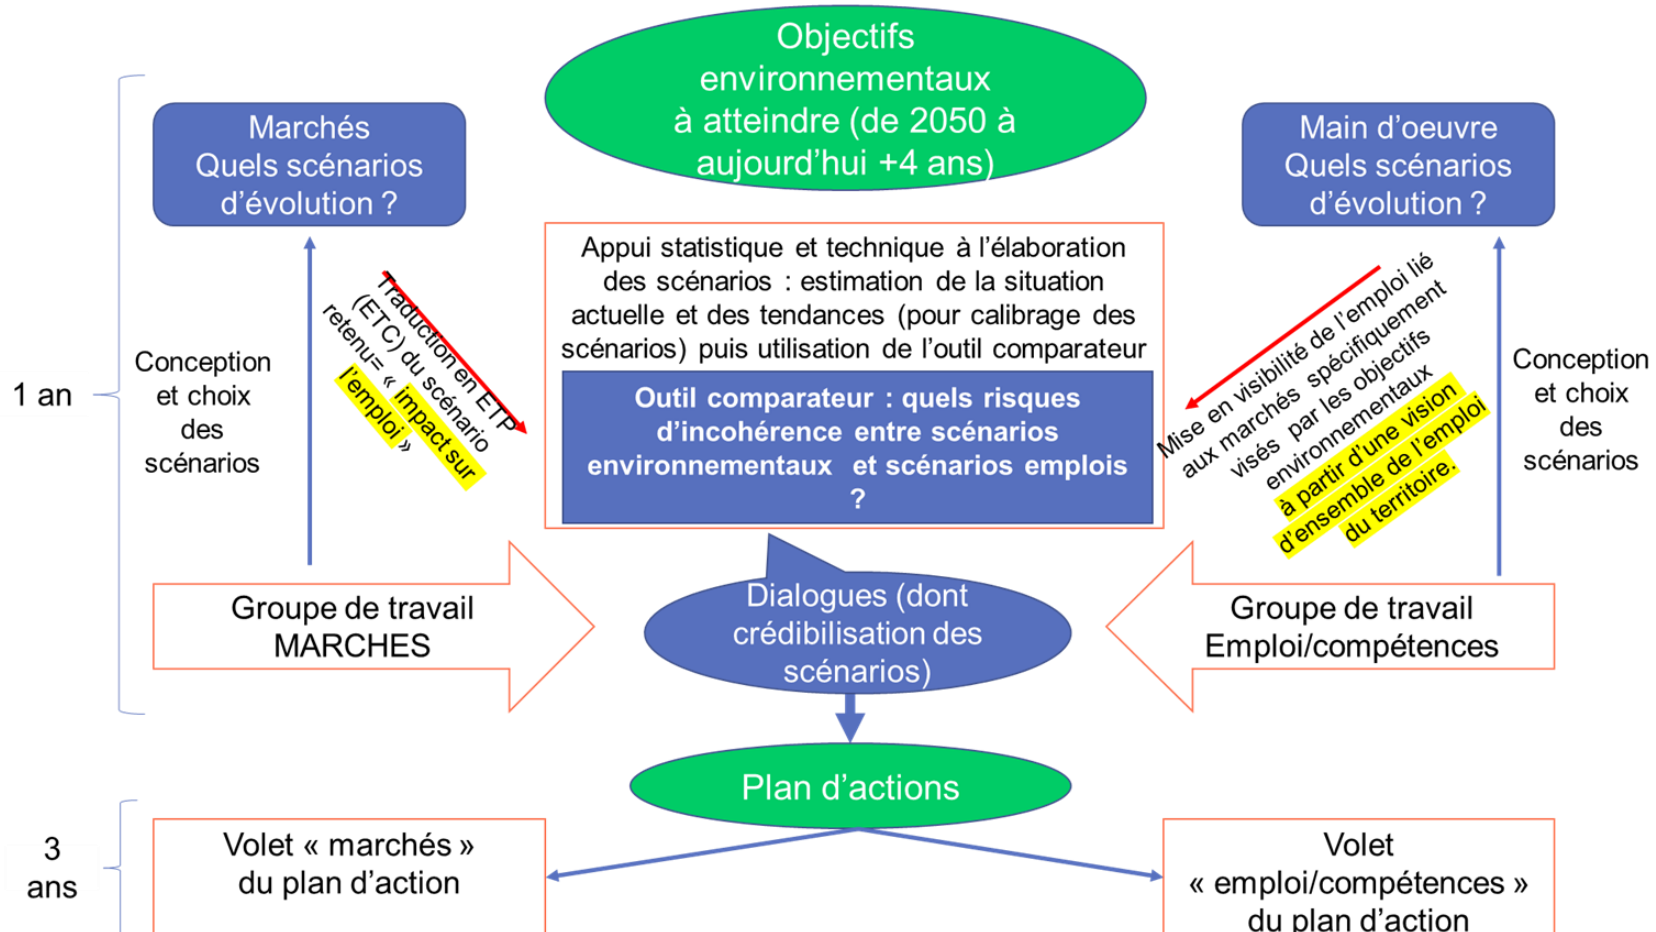 Objectifs
environnementaux
à atteindre (de 2050 à
aujourd’hui +4 ans)
Marchés
Quels scénarios
d’évolution ?
Main d’oeuvre
Quels scénarios
d’évolution ?
Appui statistique et technique à l’élaboration
des scénarios : estimation de la situation
actuelle et des tendances (pour calibrage des
scénarios) puis utilisation de l’outil comparateur
Outil comparateur : quels risques
d’incohérence entre scénarios
environnementaux et scénarios emplois
?
1 an
Conception
et choix
des
scénarios
Traduction en ETP
(ETC) du scénario
retenu= « impact sur
l’emploi »
Mise en visibilité de l’emploi lié
aux marchés spécifiquement
visés par les objectifs
environnementaux
à partir d’une vision
d’ensemble de l’emploi
du territoire.
Conception
et choix
des
scénarios
Groupe de travail
MARCHES
Dialogues (dont
crédibilisation des
scénarios)
Groupe de travail
Emploi/compétences
Plan d’actions
3
ans
Volet « marchés »
du plan d’action
Volet
« emploi/compétences »
du plan d’action